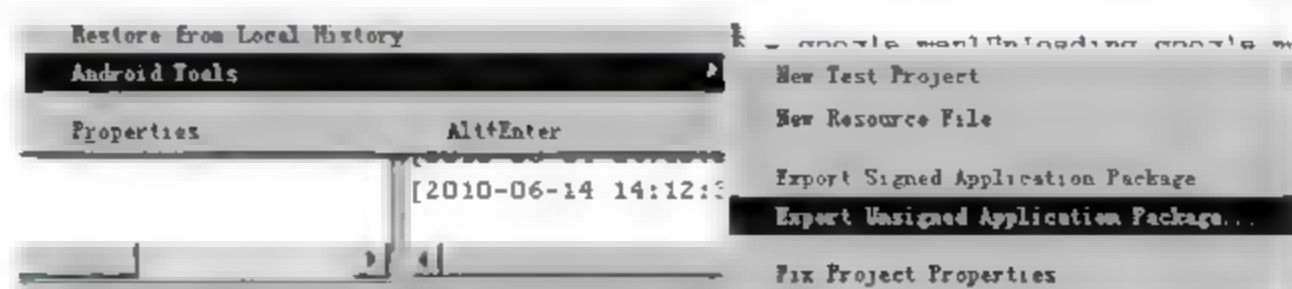 Restore from Local History
Android Tools
Properties Alt+Enter
[2010-06-14 14:12:3
New Test Project
New Resource File
Export Signed Application Package
Export Unsigned Application Package...
Fix Project Properties